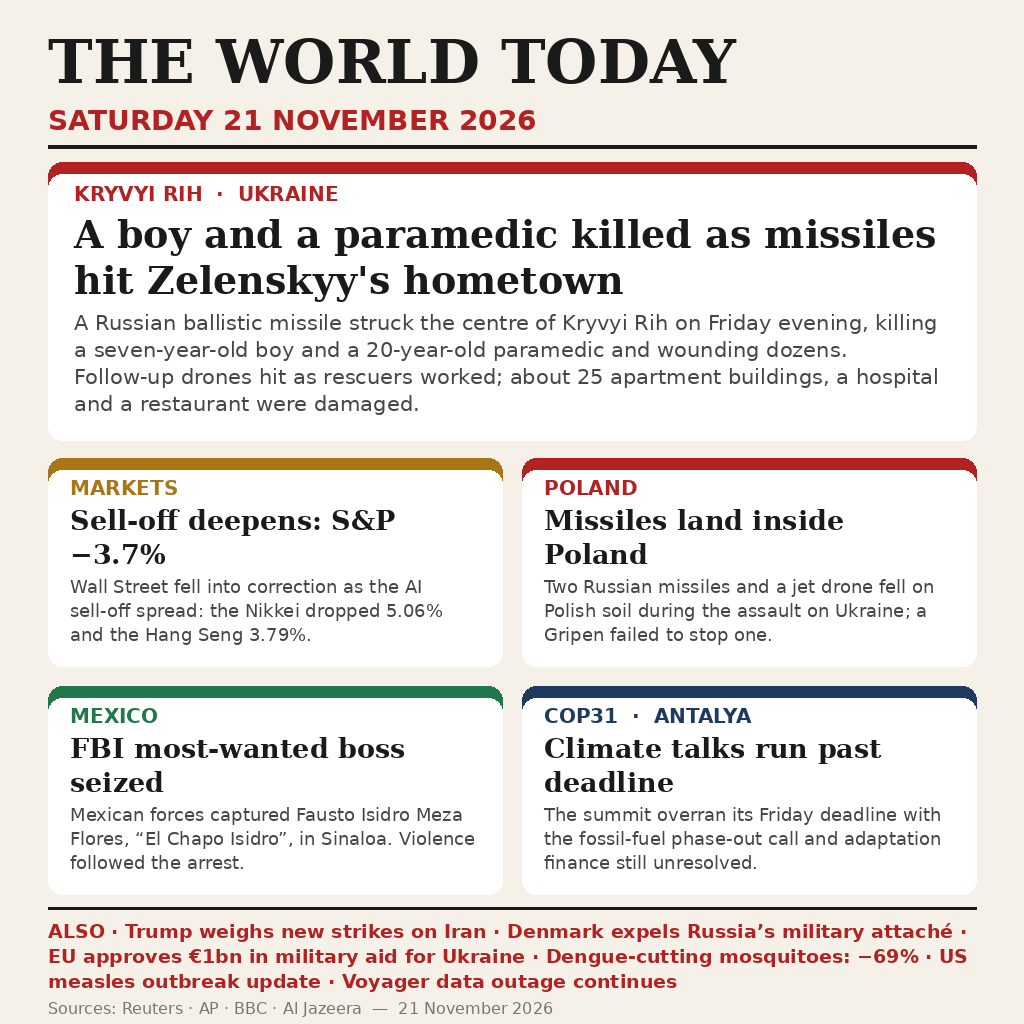 THE WORLD TODAY
SATURDAY 21 NOVEMBER 2026
KRYVYI RIH · UKRAINE
A boy and a paramedic killed as missiles
hit Zelenskyy's hometown
A Russian ballistic missile struck the centre of Kryvyi Rih on Friday evening, killing
a seven-year-old boy and a 20-year-old paramedic and wounding dozens.
Follow-up drones hit as rescuers worked; about 25 apartment buildings, a hospital
and a restaurant were damaged.
MARKETS
Sell-off deepens: S&P
−3.7%
Wall Street fell into correction as the AI
sell-off spread: the Nikkei dropped 5.06%
and the Hang Seng 3.79%.
POLAND
Missiles land inside
Poland
Two Russian missiles and a jet drone fell on
Polish soil during the assault on Ukraine; a
Gripen failed to stop one.
MEXICO
FBI most-wanted boss
seized
Mexican forces captured Fausto Isidro Meza
Flores, “El Chapo Isidro”, in Sinaloa. Violence
followed the arrest.
COP31 · ANTALYA
Climate talks run past
deadline
The summit overran its Friday deadline with
the fossil-fuel phase-out call and adaptation
finance still unresolved.
ALSO · Trump weighs new strikes on Iran · Denmark expels Russia’s military attaché ·
EU approves €1bn in military aid for Ukraine · Dengue-cutting mosquitoes: −69% · US
measles outbreak update · Voyager data outage continues
Sources: Reuters · AP · BBC · Al Jazeera — 21 November 2026